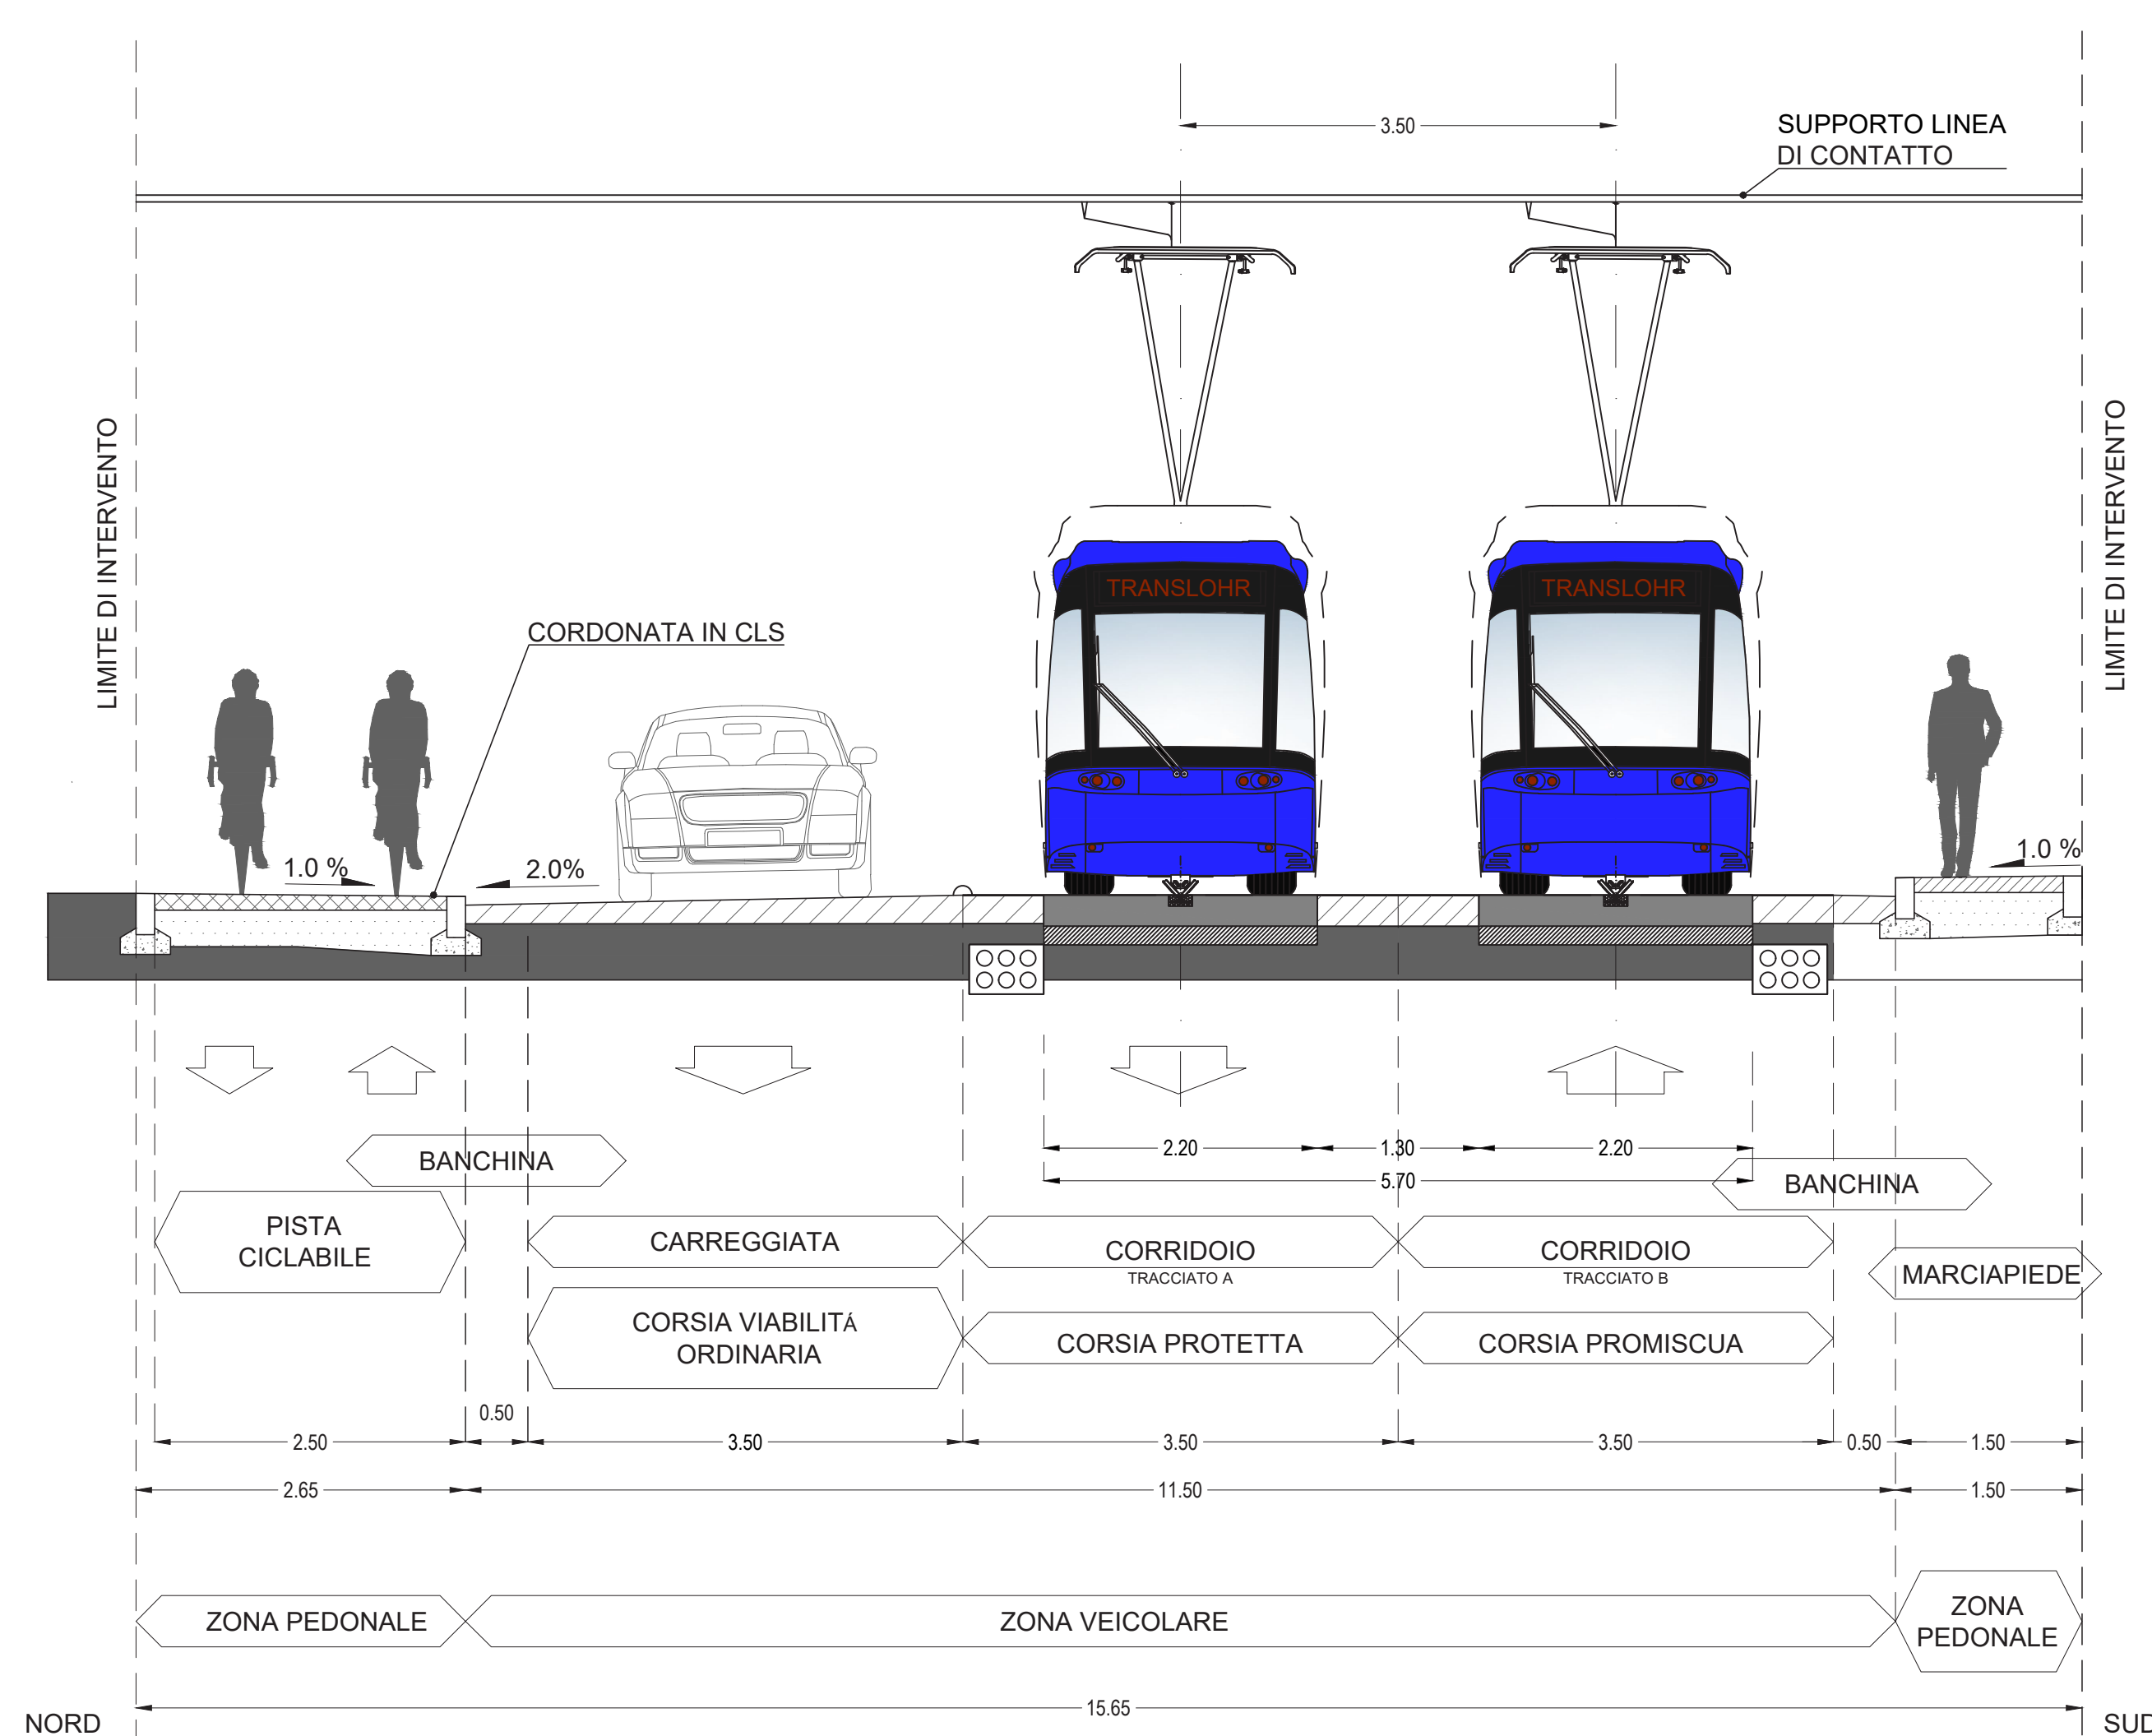 3.50
SUPPORTO LINEA
DI CONTATTO
LIMITE DI INTERVENTO
LIMITE DI INTERVENTO
TRANSLOHR
TRANSLOHR
CORDONATA IN CLS
1.0 %
2.0%
1.0 %
2.20
1.30
2.20
5.70
BANCHINA
BANCHINA
PISTA
CICLABILE
CARREGGIATA
CORRIDOIO
TRACCIATO A
CORRIDOIO
TRACCIATO B
MARCIAPIEDE
CORSIA VIABILITÁ
ORDINARIA
CORSIA PROTETTA
CORSIA PROMISCUA
0.50
2.50
3.50
3.50
3.50
0.50
1.50
2.65
11.50
1.50
ZONA PEDONALE
ZONA VEICOLARE
ZONA
PEDONALE
15.65
NORD
SUD